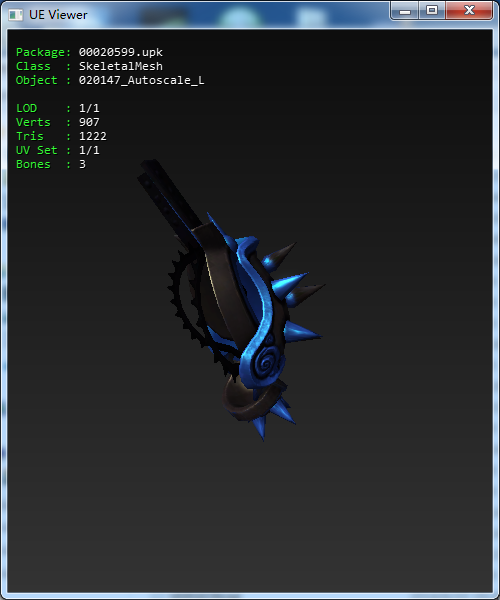 UE Viewer
Package: 00020599.upk
Class  : SkeletalMesh
Object : 020147_Autoscale_L
LOD    : 1/1
Verts  : 907
Tris   : 1222
UV Set : 1/1
Bones  : 3